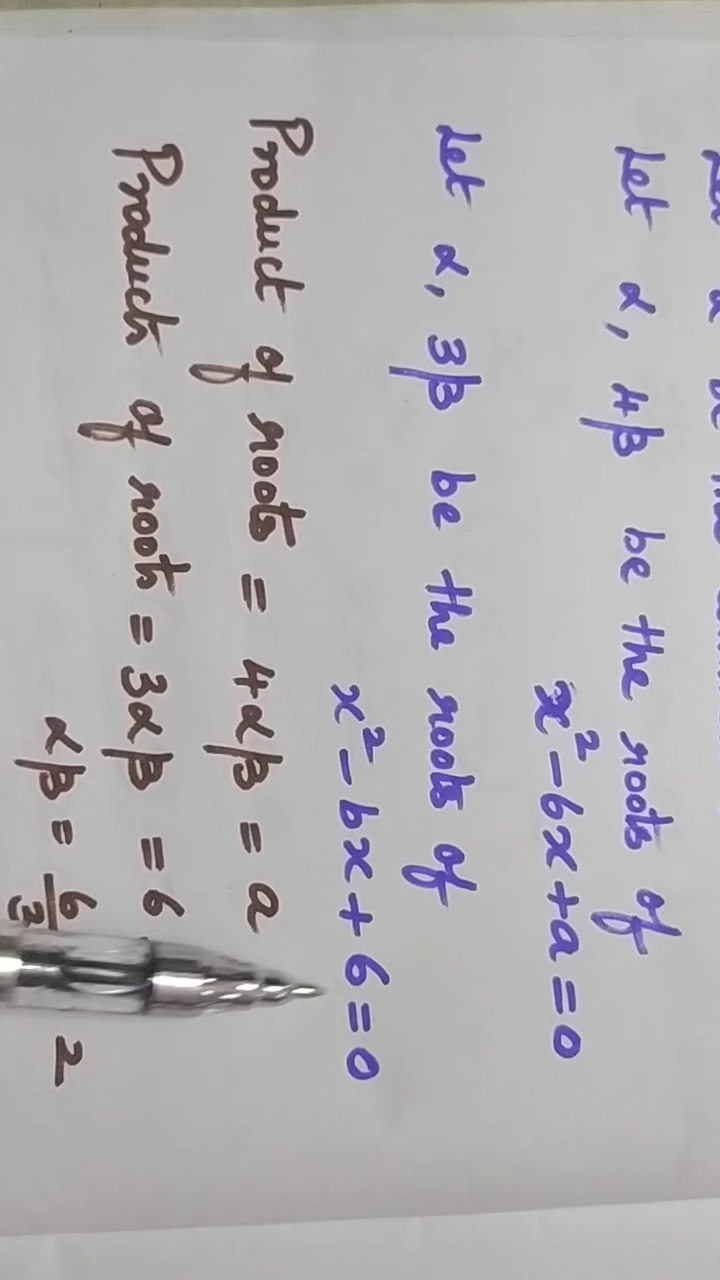 Let α, 4β be the roots of
x² - 6x + a = 0
Let α, 3β be the roots of
x² - bx + 6 = 0
Product of roots = 4αβ = a
Product of roots = 3αβ = 6
αβ = 6/3 2